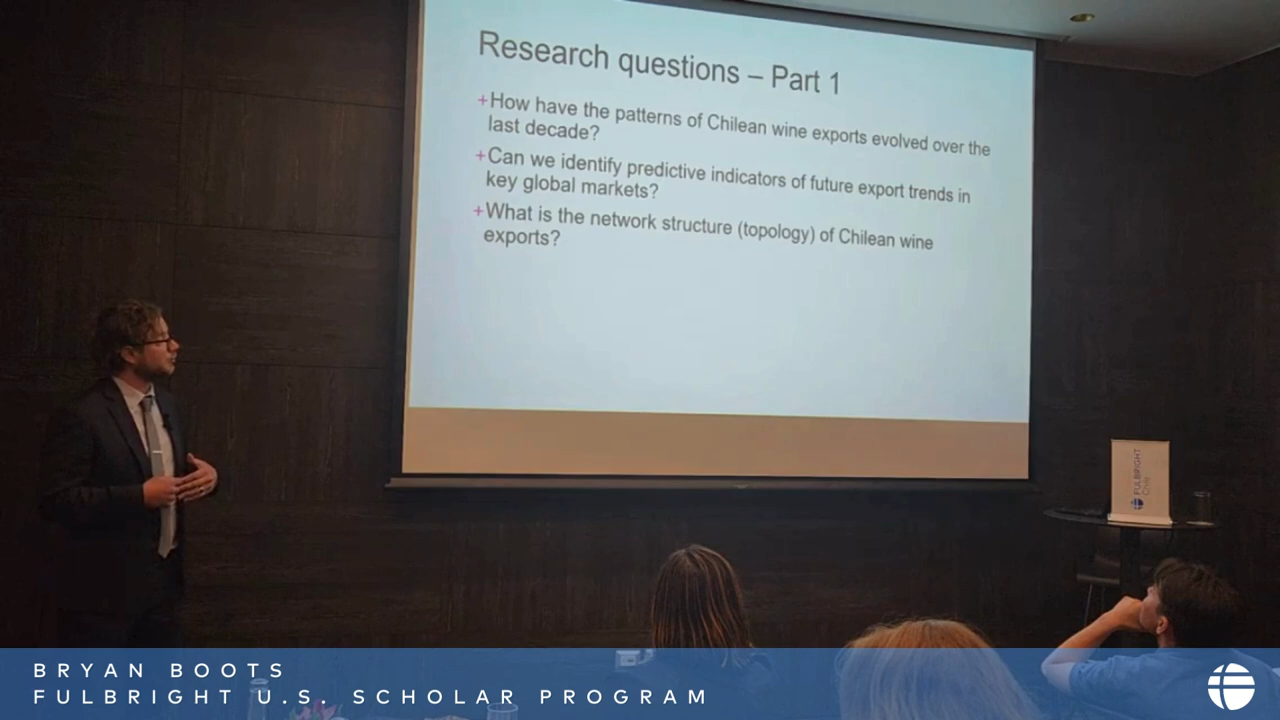 Research questions – Part 1
+How have the patterns of Chilean wine exports evolved over the
last decade?
+Can we identify predictive indicators of future export trends in
key global markets?
+What is the network structure (topology) of Chilean wine
exports?
FULBRIGHT
Chile
BRYAN BOOTS
FULBRIGHT U.S. SCHOLAR PROGRAM